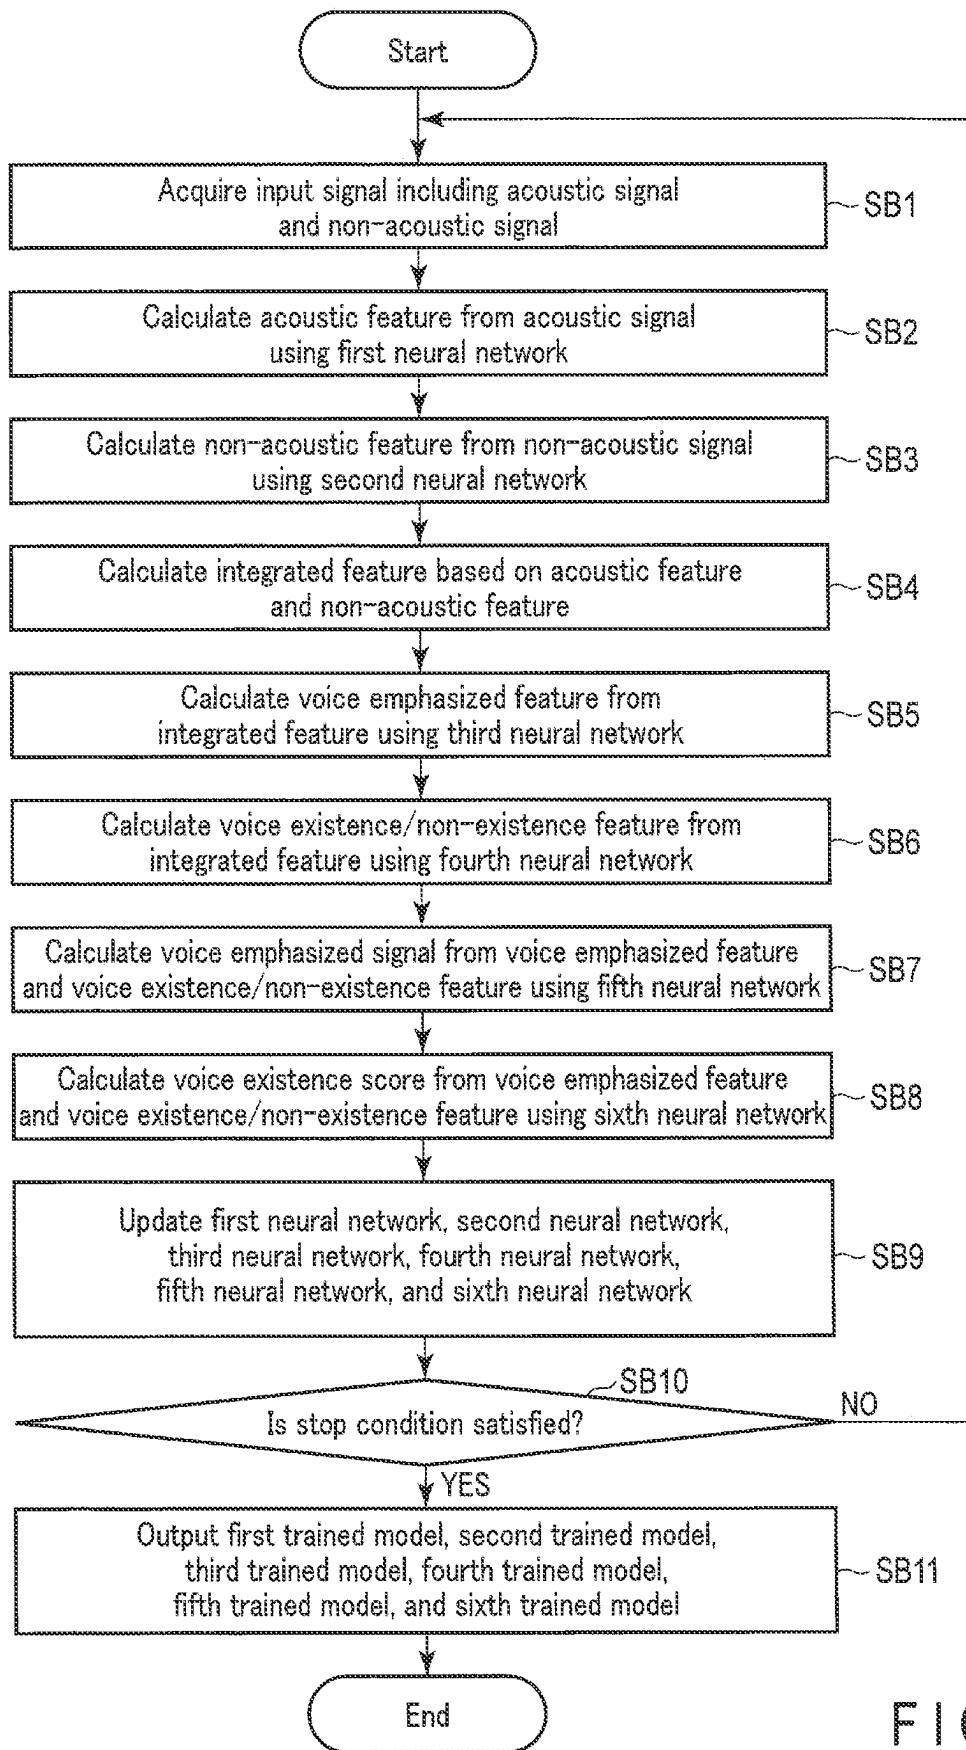 Start
Acquire input signal including acoustic signal
and non-acoustic signal
SB1
Calculate acoustic feature from acoustic signal
using first neural network
SB2
Calculate non-acoustic feature from non-acoustic signal
using second neural network
SB3
Calculate integrated feature based on acoustic feature
and non-acoustic feature
SB4
Calculate voice emphasized feature from
integrated feature using third neural network
SB5
Calculate voice existence/non-existence feature from
integrated feature using fourth neural network
SB6
Calculate voice emphasized signal from voice emphasized feature
and voice existence/non-existence feature using fifth neural network
SB7
Calculate voice existence score from voice emphasized feature
and voice existence/non-existence feature using sixth neural network
SB8
Update first neural network, second neural network,
third neural network, fourth neural network,
fifth neural network, and sixth neural network
SB9
SB10
Is stop condition satisfied?
NO
YES
Output first trained model, second trained model,
third trained model, fourth trained model,
fifth trained model, and sixth trained model
SB11
End